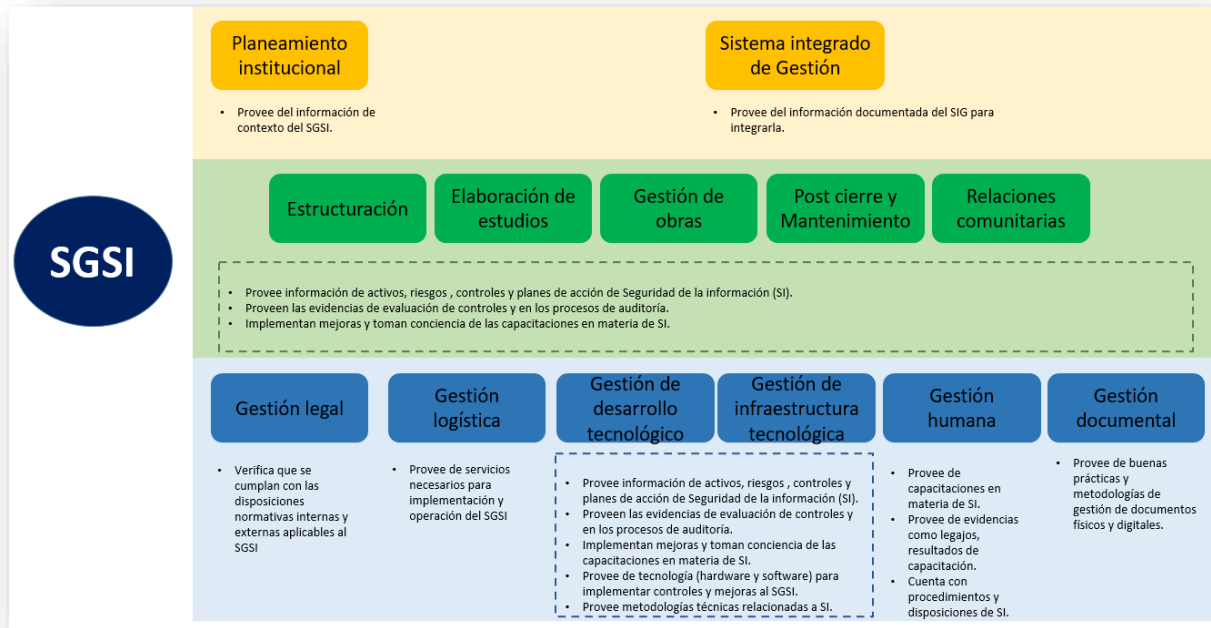 Planeamiento
institucional
Sistema integrado
de Gestión
• Provee del información de
contexto del SGSI.
• Provee del información documentada del SIG para
integrarla.
SGSI
Estructuración
Elaboración de
estudios
Gestión de
obras
Post cierre y
Mantenimiento
Relaciones
comunitarias
• Provee información de activos, riesgos , controles y planes de acción de Seguridad de la información (SI).
• Proveen las evidencias de evaluación de controles y en los procesos de auditoría.
• Implementan mejoras y toman conciencia de las capacitaciones en materia de SI.
Gestión legal
Gestión
logística
Gestión de
desarrollo
tecnológico
Gestión de
infraestructura
tecnológica
Gestión
humana
Gestión
documental
• Verifica que se
cumplan con las
disposiciones
normativas internas y
externas aplicables al
SGSI
• Provee de servicios
necesarios para
implementación y
operación del SGSI
• Provee información de activos, riesgos , controles y
planes de acción de Seguridad de la información (SI).
• Proveen las evidencias de evaluación de controles y
en los procesos de auditoría.
• Implementan mejoras y toman conciencia de las
capacitaciones en materia de SI.
• Provee de tecnología (hardware y software) para
implementar controles y mejoras al SGSI.
• Provee metodologías técnicas relacionadas a SI.
• Provee de
capacitaciones en
materia de SI.
• Provee de evidencias
como legajos,
resultados de
capacitación.
• Cuenta con
procedimientos y
disposiciones de SI.
• Provee de buenas
prácticas y
metodologías de
gestión de documentos
físicos y digitales.